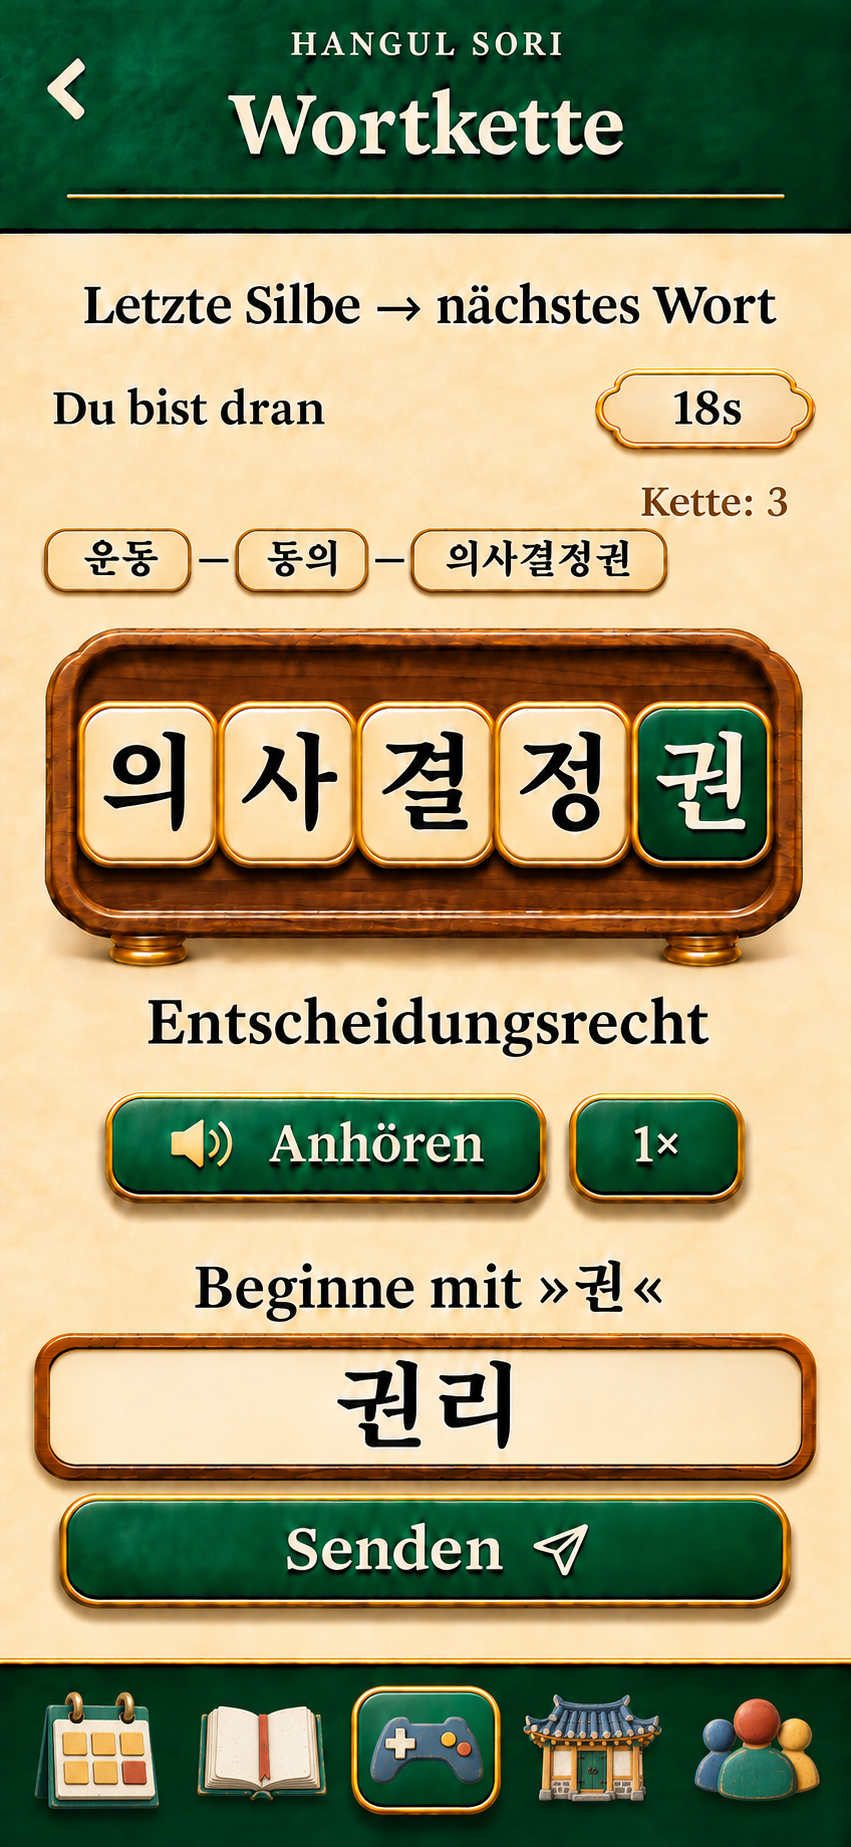 HANGUL SORI
Wortkette
Letzte Silbe → nächstes Wort
Du bist dran
18s
Kette: 3
운동 – 동의 – 의사결정권
의사결정권
Entscheidungsrecht
Anhören
1×
Beginne mit »권«
권리
Senden